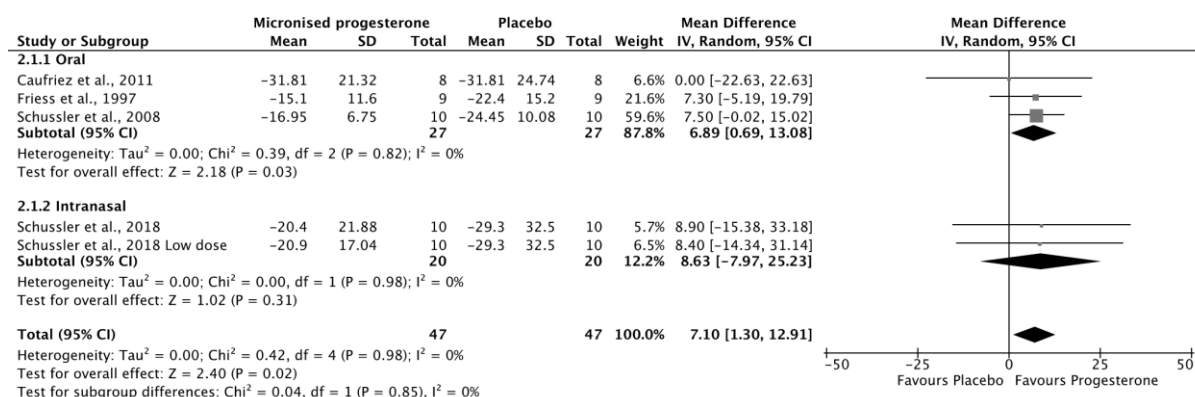 Micronised progesterone Placebo Mean Difference Mean Difference
Study or Subgroup Mean SD Total Mean SD Total Weight IV, Random, 95% CI IV, Random, 95% CI
2.1.1 Oral
Caufriez et al., 2011 −31.81 21.32 8 −31.81 24.74 8 6.6% 0.00 [−22.63, 22.63]
Friess et al., 1997 −15.1 11.6 9 −22.4 15.2 9 21.6% 7.30 [−5.19, 19.79]
Schussler et al., 2008 −16.95 6.75 10 −24.45 10.08 10 59.6% 7.50 [−0.02, 15.02]
Subtotal (95% CI) 27 27 87.8% 6.89 [0.69, 13.08]
Heterogeneity: Tau² = 0.00; Chi² = 0.39, df = 2 (P = 0.82); I² = 0%
Test for overall effect: Z = 2.18 (P = 0.03)
2.1.2 Intranasal
Schussler et al., 2018 −20.4 21.88 10 −29.3 32.5 10 5.7% 8.90 [−15.38, 33.18]
Schussler et al., 2018 Low dose −20.9 17.04 10 −29.3 32.5 10 6.5% 8.40 [−14.34, 31.14]
Subtotal (95% CI) 20 20 12.2% 8.63 [−7.97, 25.23]
Heterogeneity: Tau² = 0.00; Chi² = 0.00, df = 1 (P = 0.98); I² = 0%
Test for overall effect: Z = 1.02 (P = 0.31)
Total (95% CI) 47 47 100.0% 7.10 [1.30, 12.91]
Heterogeneity: Tau² = 0.00; Chi² = 0.42, df = 4 (P = 0.98); I² = 0%
Test for overall effect: Z = 2.40 (P = 0.02)
Test for subgroup differences: Chi² = 0.04, df = 1 (P = 0.85), I² = 0%
−50 −25 0 25 50
Favours Placebo Favours Progesterone